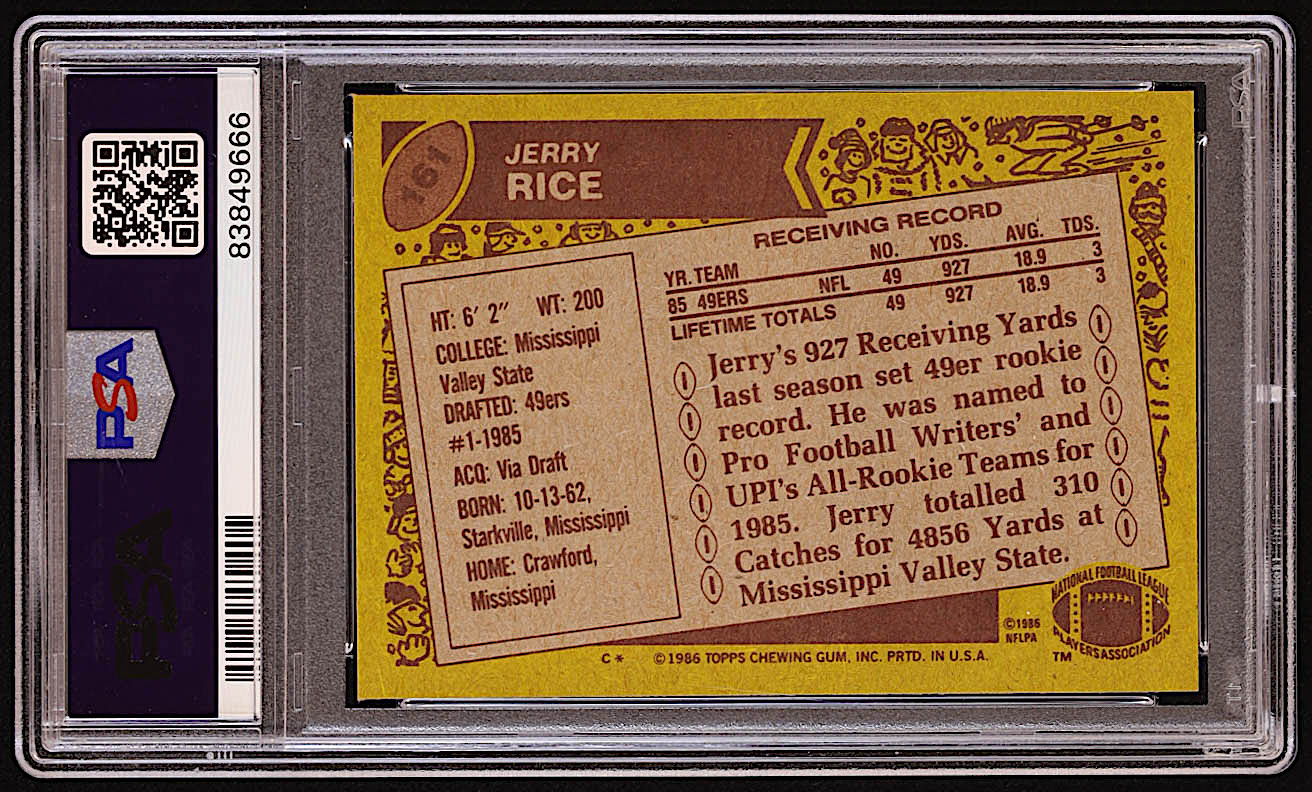 83849666
PSA
PSA
PSA
161
JERRY
RICE
RECEIVING RECORD
YR. TEAM NO. YDS. AVG. TDS.
85 49ERS NFL 49 927 18.9 3
LIFETIME TOTALS 49 927 18.9 3
HT: 6′ 2″ WT: 200
COLLEGE: Mississippi
Valley State
DRAFTED: 49ers
#1-1985
ACQ: Via Draft
BORN: 10-13-62,
Starkville, Mississippi
HOME: Crawford,
Mississippi
Jerry's 927 Receiving Yards
last season set 49er rookie
record. He was named to
Pro Football Writers' and
UPI's All-Rookie Teams for
1985. Jerry totalled 310
Catches for 4856 Yards at
Mississippi Valley State.
©1986
NFLPA
NATIONAL FOOTBALL LEAGUE
PLAYERS ASSOCIATION
TM
C* ©1986 TOPPS CHEWING GUM, INC. PRTD. IN U.S.A.